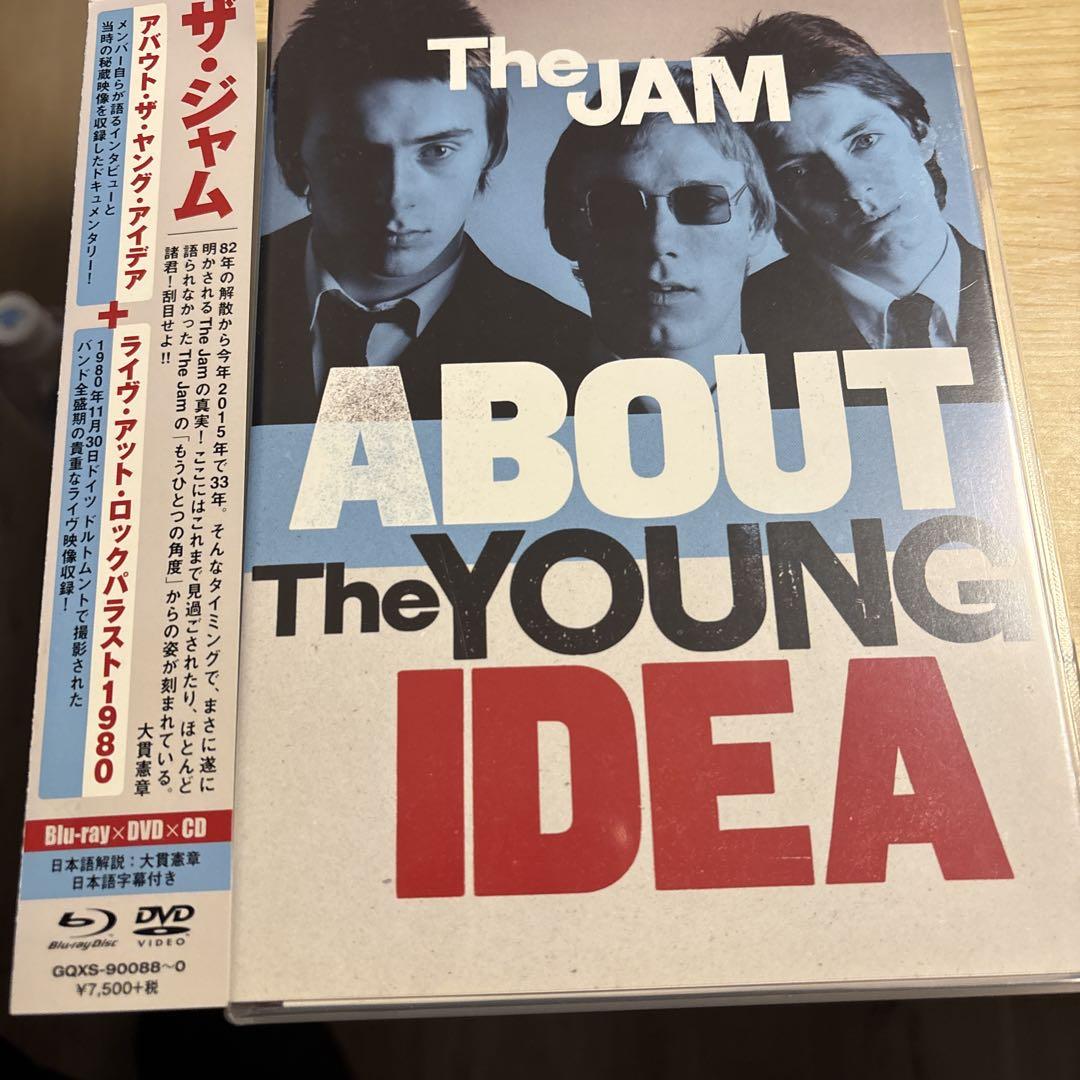 ザ・ジャム
アバウト・ザ・ヤング・アイデア
メンバー自らが語るインタビューと
当時の秘蔵映像を収録したドキュメンタリー!
+
ライヴ・アット・ロックパラスト1980
1980年11月30日ドイツ ドルトムントで撮影された
バンド全盛期の貴重なライヴ映像収録!
82年の解散から今年2015年で33年。そんなタイミングで、まさに遂に
明かされる The Jam の真実! ここにはこれまで見過ごされたり、ほとんど
語られなかった The Jam の「もうひとつの角度」からの姿が刻まれている。
諸君! 刮目せよ!!
大貫憲章
Blu-ray×DVD×CD
日本語解説:大貫憲章
日本語字幕付き
Blu-ray Disc
DVD
VIDEO
GQXS-90088~0
¥7,500+税
The JAM
ABOUT
The YOUNG
IDEA